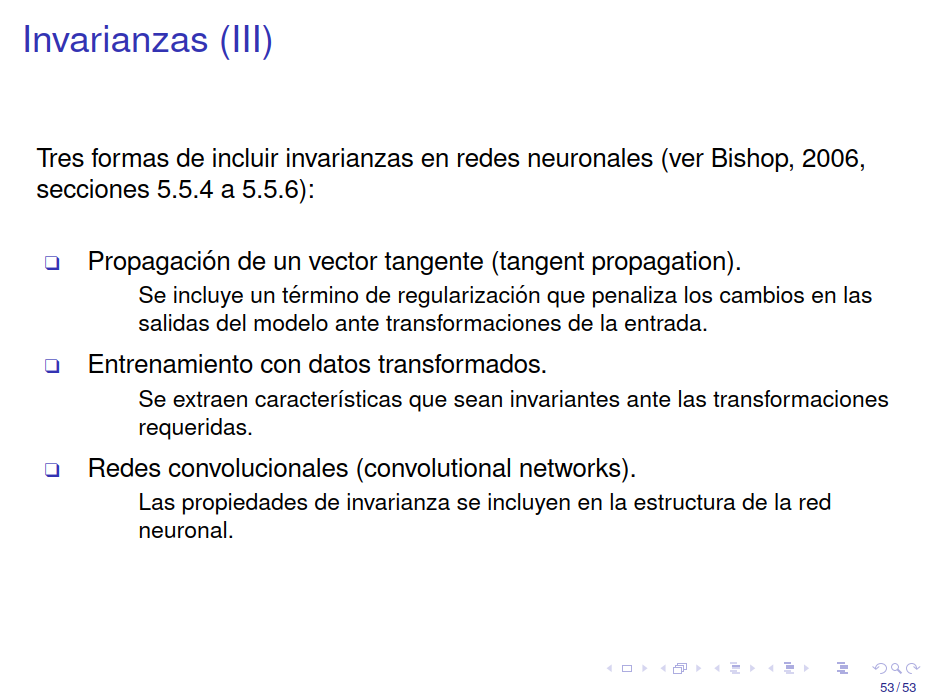 Invarianzas (III)
Tres formas de incluir invarianzas en redes neuronales (ver Bishop, 2006,
secciones 5.5.4 a 5.5.6):
Propagación de un vector tangente (tangent propagation).
Se incluye un término de regularización que penaliza los cambios en las
salidas del modelo ante transformaciones de la entrada.
Entrenamiento con datos transformados.
Se extraen características que sean invariantes ante las transformaciones
requeridas.
Redes convolucionales (convolutional networks).
Las propiedades de invarianza se incluyen en la estructura de la red
neuronal.
53/53